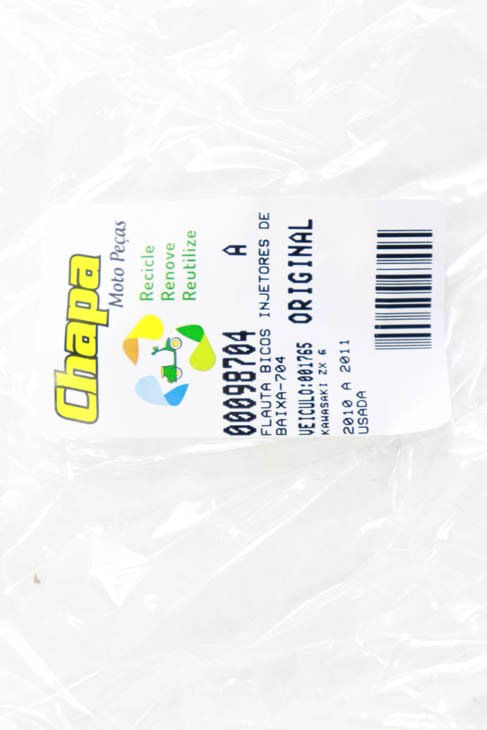 Chapa
Moto Peças
Recicle
Renove
Reutilize
00098704 A
FLAUTA BICOS INJETORES DE
BAIXA-704
VEICULO:001765 ORIGINAL
KAWASAKI ZX 6
2010 A 2011
USADA